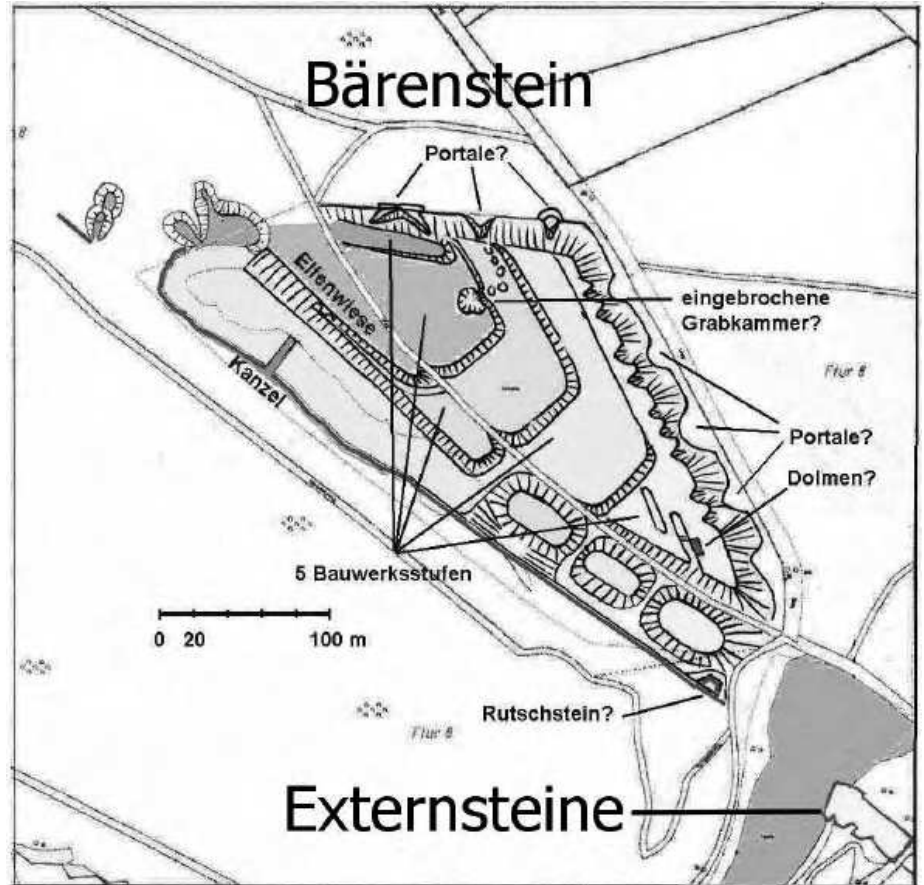 Bärenstein
Portale?
Elfenwiese
eingebrochene
Grabkammer?
Kanzel
Flur 8
Portale?
Dolmen?
5 Bauwerksstufen
0 20 100 m
Rutschstein?
Flur 8
Externsteine